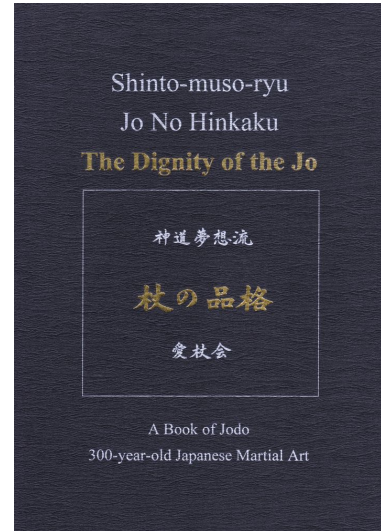 Shinto-muso-ryu
Jo No Hinkaku
The Dignity of the Jo
神道夢想流
杖の品格
愛杖会
A Book of Jodo
300-year-old Japanese Martial Art